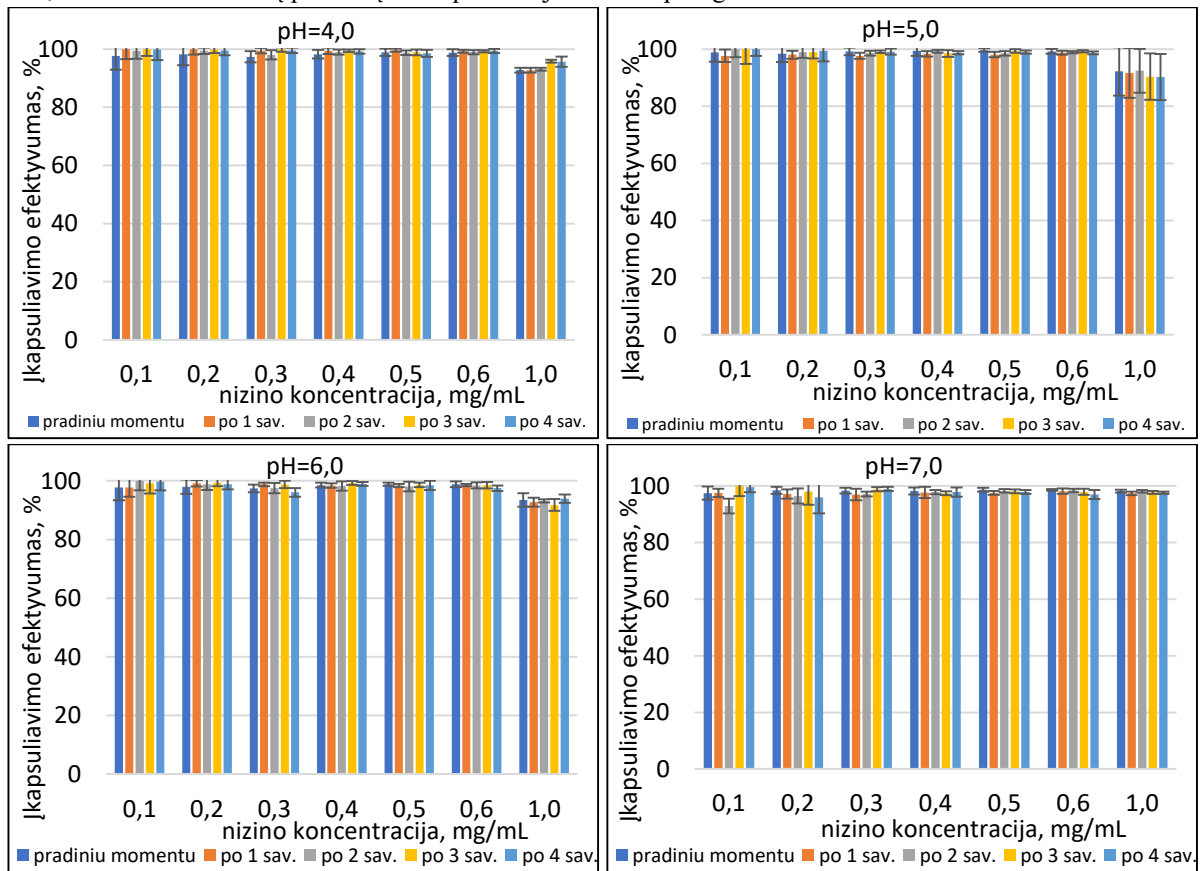 pH=4,0
Įkapsuliavimo efektyvumas, %
100
80
60
40
20
0
0,1 0,2 0,3 0,4 0,5 0,6 1,0
nizino koncentracija, mg/mL
pradiniu momentu po 1 sav. po 2 sav. po 3 sav. po 4 sav.
pH=5,0
Įkapsuliavimo efektyvumas, %
100
80
60
40
20
0
0,1 0,2 0,3 0,4 0,5 0,6 1,0
nizino koncentracija, mg/mL
pradiniu momentu po 1 sav. po 2 sav. po 3 sav. po 4 sav.
pH=6,0
Įkapsuliavimo efektyvumas, %
100
80
60
40
20
0
0,1 0,2 0,3 0,4 0,5 0,6 1,0
nizino koncentracija, mg/mL
pradiniu momentu po 1 sav. po 2 sav. po 3 sav. po 4 sav.
pH=7,0
Įkapsuliavimo efektyvumas, %
100
80
60
40
20
0
0,1 0,2 0,3 0,4 0,5 0,6 1,0
nizino koncentracija, mg/mL
pradiniu momentu po 1 sav. po 2 sav. po 3 sav. po 4 sav.